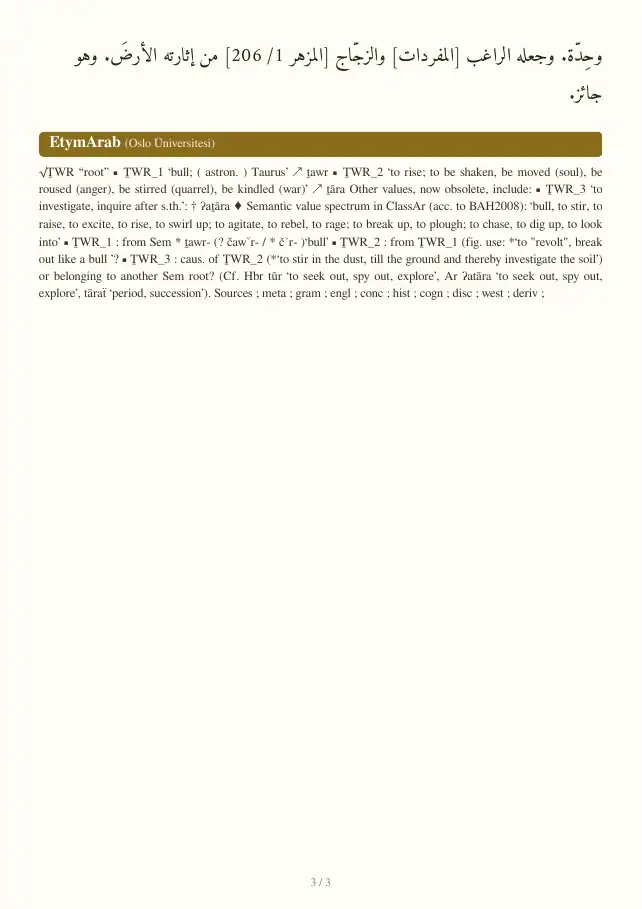 وحِدّة. وجعله الراغب [المفردات] والزجّاج [المزهر 1/ 206] من إثارته الأرضَ. وهو
جائز.
EtymArab (Oslo Üniversitesi)
√ṮWR “root” ▪ ṮWR_1 ‘bull; ( astron. ) Taurus’ ↗ ṯawr ▪ ṮWR_2 ‘to rise; to be shaken, be moved (soul), be
roused (anger), be stirred (quarrel), be kindled (war)’ ↗ ṯāra Other values, now obsolete, include: ▪ ṮWR_3 ‘to
investigate, inquire after s.th.’: † ʔaṯāra ♦ Semantic value spectrum in ClassAr (acc. to BAH2008): ‘bull, to stir, to
raise, to excite, to rise, to swirl up; to agitate, to rebel, to rage; to break up, to plough; to chase, to dig up, to look
into’ ▪ ṮWR_1 : from Sem * ṯawr- (? čawˇr- / * čˇr- )‘bull’ ▪ ṮWR_2 : from ṮWR_1 (fig. use: *‘to "revolt", break
out like a bull ’? ▪ ṮWR_3 : caus. of ṮWR_2 (*‘to stir in the dust, till the ground and thereby investigate the soil’)
or belonging to another Sem root? (Cf. Hbr tūr ‘to seek out, spy out, explore’, Ar ʔatāra ‘to seek out, spy out,
explore’, tāraẗ ‘period, succession’). Sources ; meta ; gram ; engl ; conc ; hist ; cogn ; disc ; west ; deriv ;
3 / 3